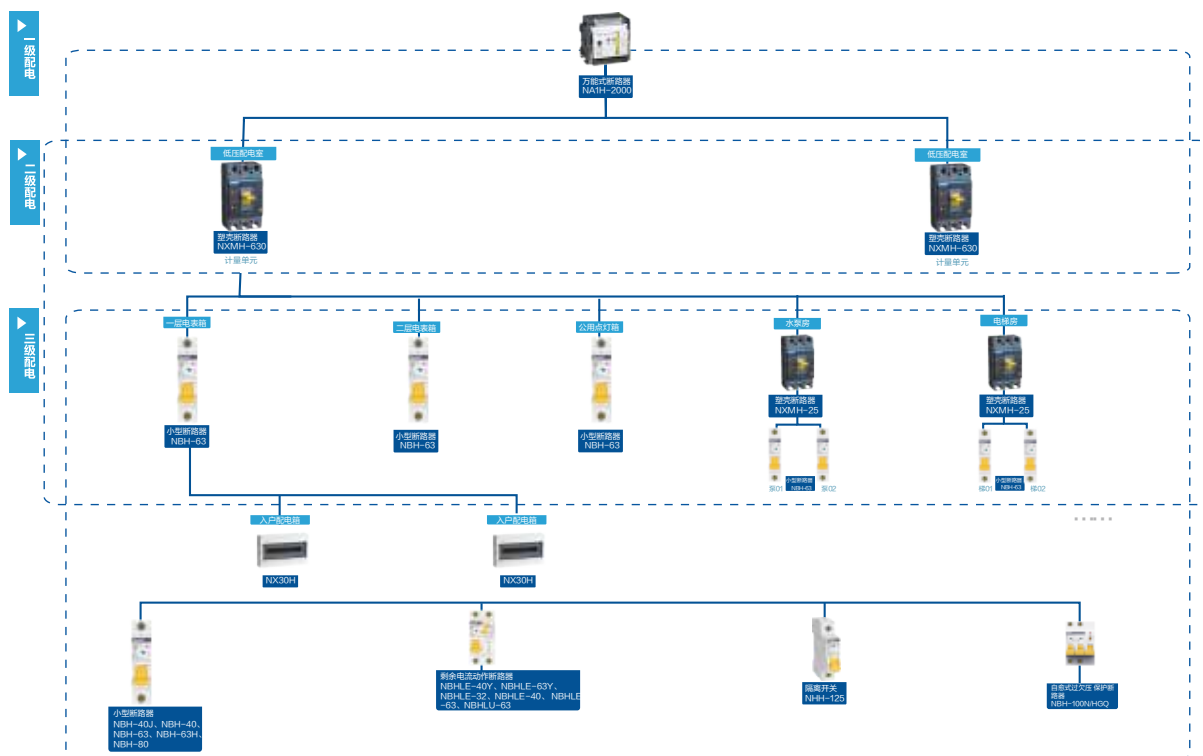 一级配电
万能式断路器
NA1H-2000
二级配电
低压配电室
低压配电室
塑壳断路器
NXMH-630
计量单元
塑壳断路器
NXMH-630
计量单元
三级配电
一层电表箱
二层电表箱
公用点灯箱
水泵房
电梯房
小型断路器
NBH-63
小型断路器
NBH-63
小型断路器
NBH-63
塑壳断路器
NXMH-25
塑壳断路器
NXMH-25
泵01
小型断路器
NBH-63
泵02
梯01
小型断路器
NBH-63
梯02
入户配电箱
入户配电箱
······
NX30H
NX30H
小型断路器
NBH-40J、NBH-40、
NBH-63、NBH-63H、
NBH-80
剩余电流动作断路器
NBHLE-40Y、NBHLE-63Y、
NBHLE-32、NBHLE-40、NBHLE
-63、NBHLU-63
隔离开关
NHH-125
自愈式过欠压 保护断
路器
NBH-100N/HGQ